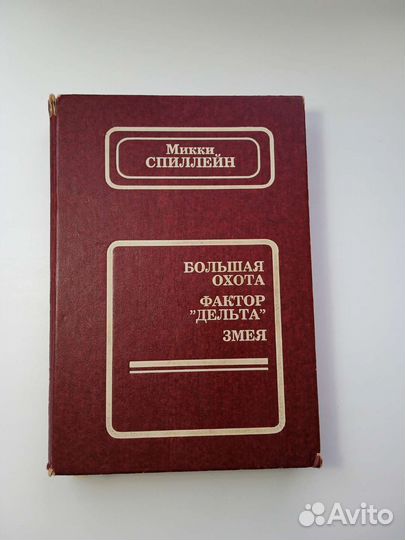 Микки
СПИЛЛЕЙН
БОЛЬШАЯ
ОХОТА
ФАКТОР
"ДЕЛЬТА"
ЗМЕЯ
Avito